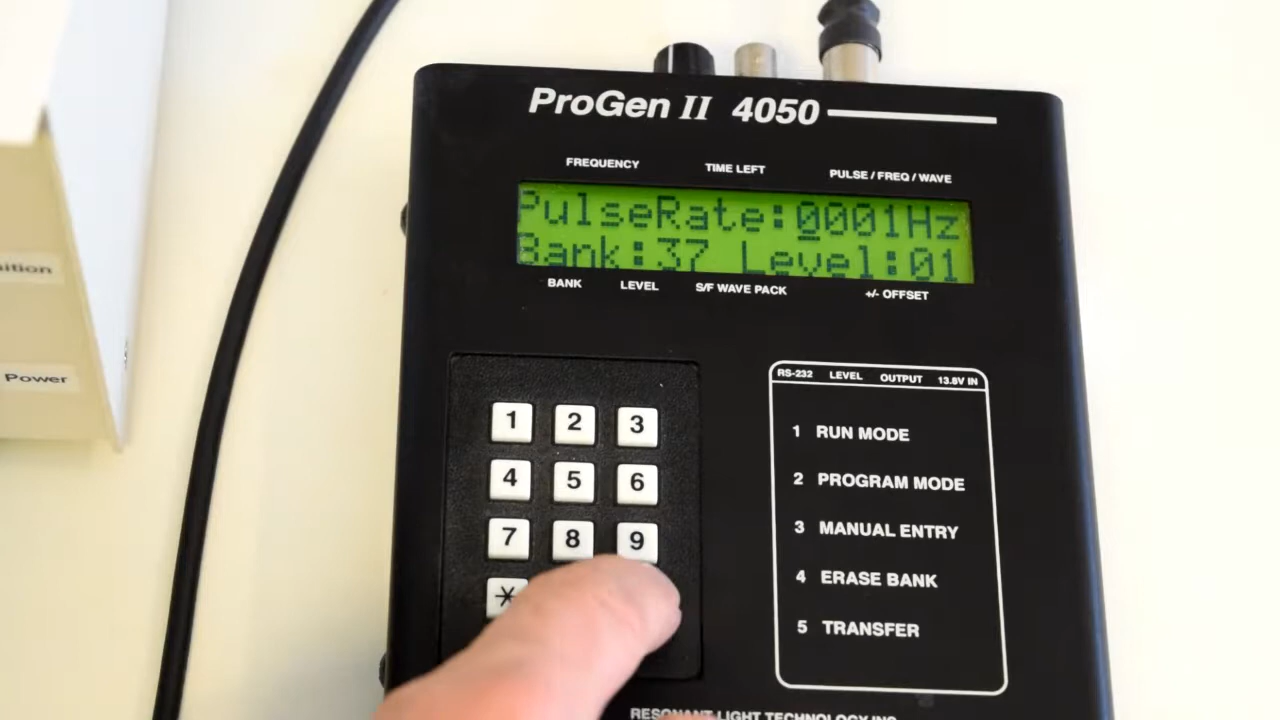 ProGen II 4050
FREQUENCY TIME LEFT PULSE / FREQ / WAVE
PulseRate:0001Hz
Bank:37 Level:01
BANK LEVEL S/F WAVE PACK +/- OFFSET
Power
RS-232 LEVEL OUTPUT 13.8V IN
1 2 3
4 5 6
7 8 9
*
1 RUN MODE
2 PROGRAM MODE
3 MANUAL ENTRY
4 ERASE BANK
5 TRANSFER
RESONANT LIGHT TECHNOLOGY INC